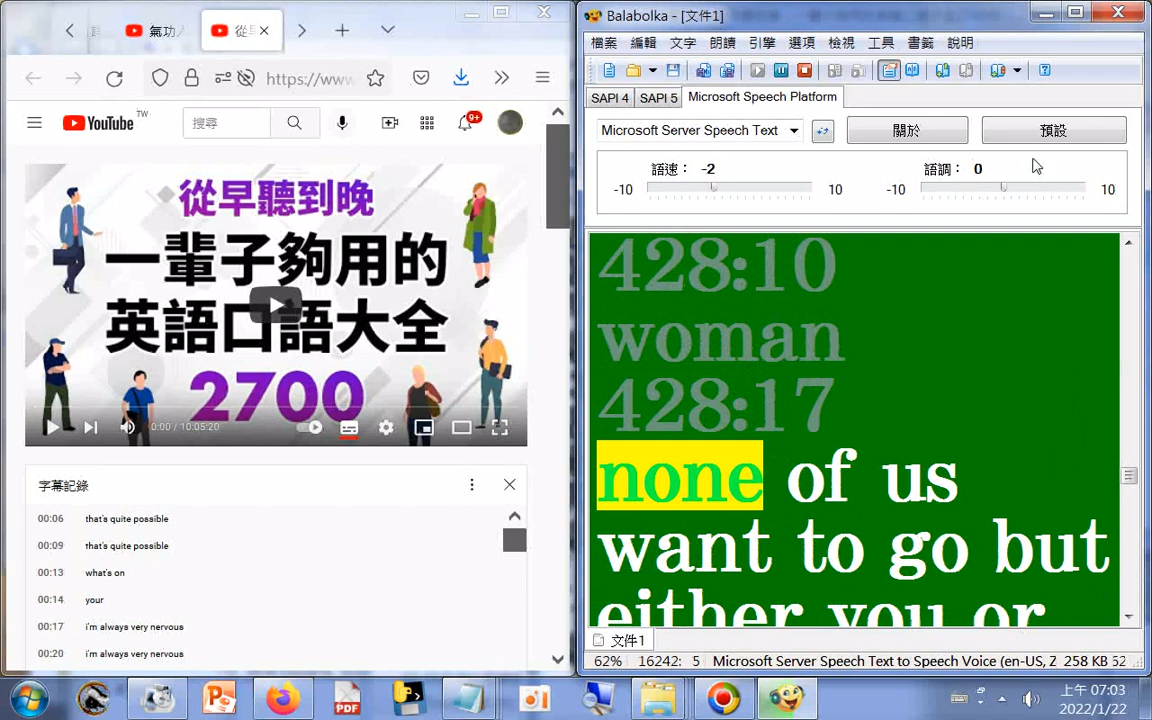 氣功
從
https://www.
YouTube TW
搜尋
9+
從早聽到晚
一輩子夠用的
英語口語大全
2700
0:00 / 10:05:20
字幕記錄
00:06 that's quite possible
00:09 that's quite possible
00:13 what's on
00:14 your
00:17 i'm always very nervous
00:20 i'm always very nervous
Balabolka - [文件1]
檔案 編輯 文字 朗讀 引擎 選項 檢視 工具 書籤 說明
SAPI 4 SAPI 5 Microsoft Speech Platform
Microsoft Server Speech Text 關於 預設
語速： -2 語調： 0
-10 10 -10 10
428:10
woman
428:17
none of us
want to go but
either you or
文件1
62% 16242: 5 Microsoft Server Speech Text to Speech Voice (en-US, Z 258 KB 52
PDF
上午 07:03
2022/1/22